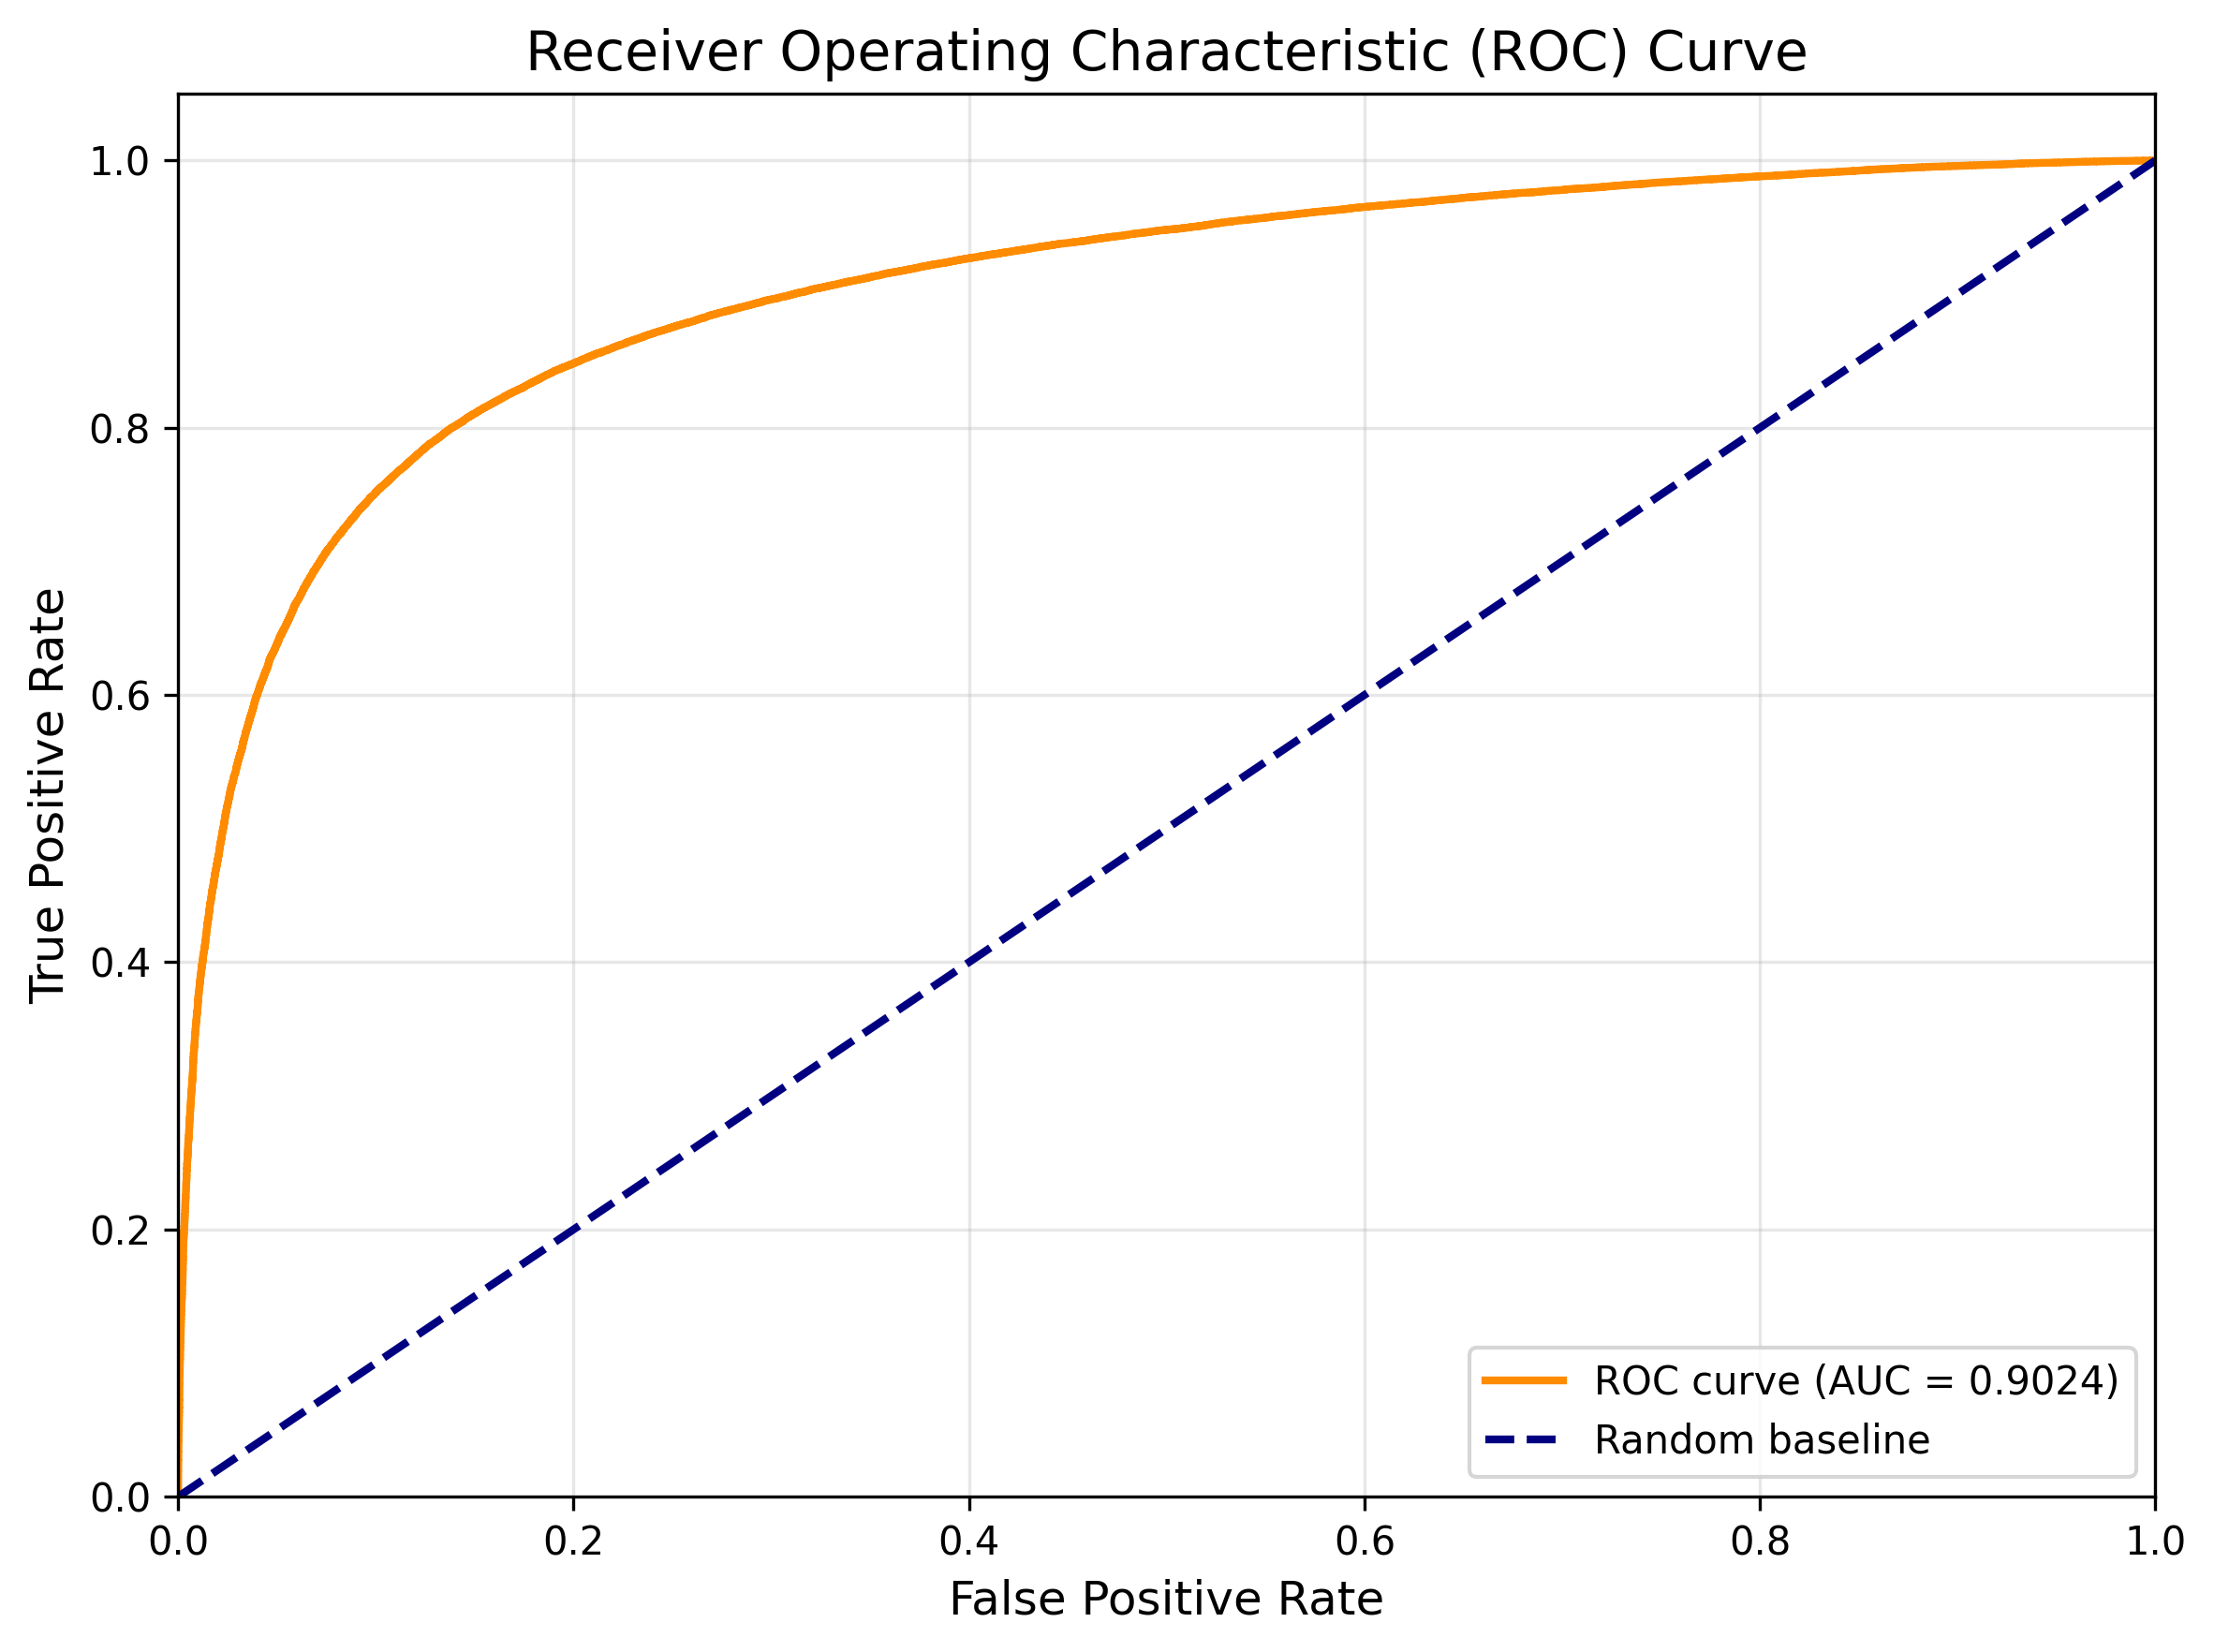 Receiver Operating Characteristic (ROC) Curve
1.0
0.8
0.6
0.4
0.2
0.0
True Positive Rate
0.0 0.2 0.4 0.6 0.8 1.0
False Positive Rate
ROC curve (AUC = 0.9024)
Random baseline